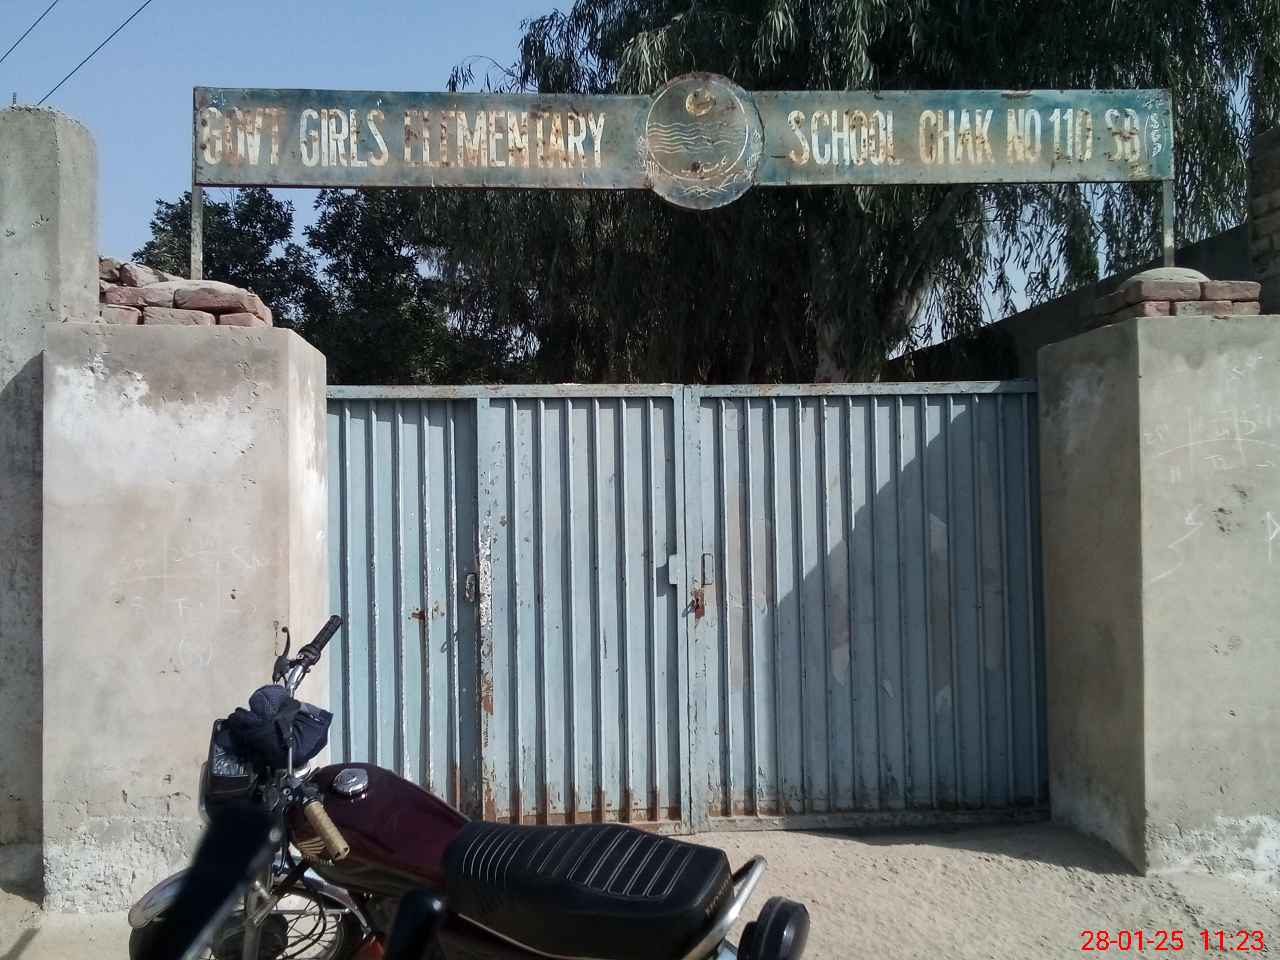 GOVT GIRLS ELEMENTARY SCHOOL CHAK NO 110 SB
28-01-25 11:23